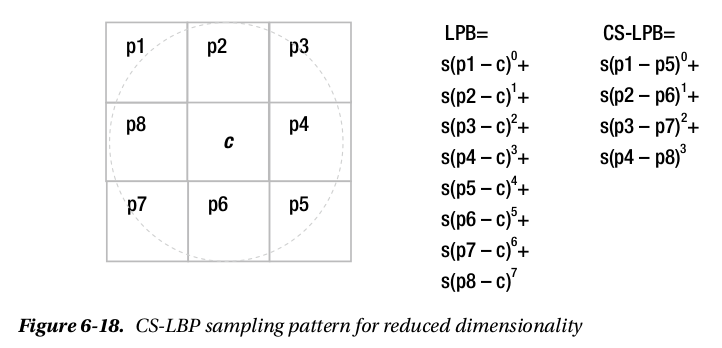 p1 p2 p3
p8 c p4
p7 p6 p5
LPB=
s(p1 – c)⁰+
s(p2 – c)¹+
s(p3 – c)²+
s(p4 – c)³+
s(p5 – c)⁴+
s(p6 – c)⁵+
s(p7 – c)⁶+
s(p8 – c)⁷
CS-LPB=
s(p1 – p5)⁰+
s(p2 – p6)¹+
s(p3 – p7)²+
s(p4 – p8)³
Figure 6-18. CS-LBP sampling pattern for reduced dimensionality